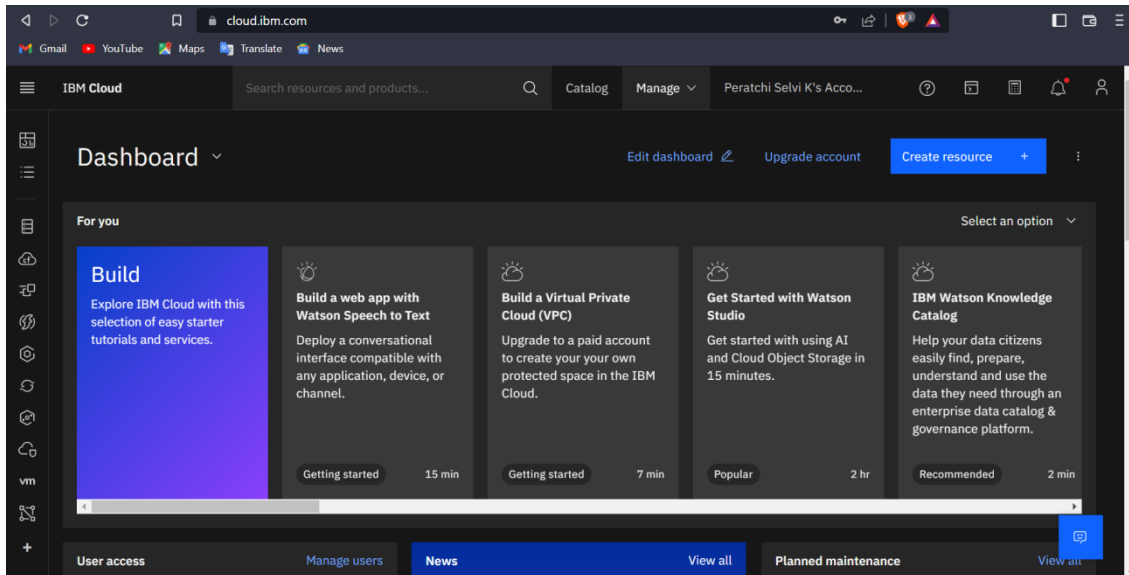 cloud.ibm.com
Gmail
YouTube
Maps
Translate
News
IBM Cloud
Search resources and products...
Catalog
Manage
Peratchi Selvi K's Acco...
Dashboard
Edit dashboard
Upgrade account
Create resource +
For you
Select an option
Build
Explore IBM Cloud with this
selection of easy starter
tutorials and services.
Build a web app with
Watson Speech to Text
Deploy a conversational
interface compatible with
any application, device, or
channel.
Getting started
15 min
Build a Virtual Private
Cloud (VPC)
Upgrade to a paid account
to create your your own
protected space in the IBM
Cloud.
Getting started
7 min
Get Started with Watson
Studio
Get started with using AI
and Cloud Object Storage in
15 minutes.
Popular
2 hr
IBM Watson Knowledge
Catalog
Help your data citizens
easily find, prepare,
understand and use the
data they need through an
enterprise data catalog &
governance platform.
Recommended
2 min
vm
User access
Manage users
News
View all
Planned maintenance
View all